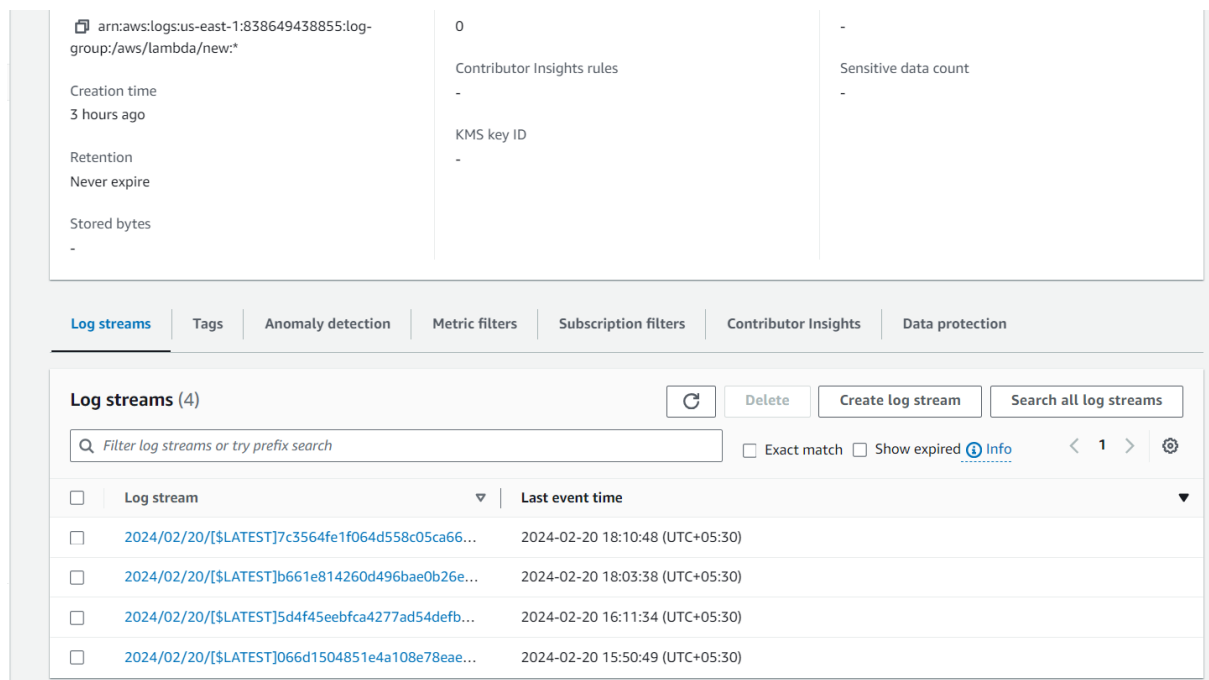 arn:aws:logs:us-east-1:838649438855:log-
group:/aws/lambda/new:*
Creation time
3 hours ago
Retention
Never expire
Stored bytes
-
0
Contributor Insights rules
-
KMS key ID
-
-
Sensitive data count
-
Log streams
Tags
Anomaly detection
Metric filters
Subscription filters
Contributor Insights
Data protection
Log streams (4)
Delete
Create log stream
Search all log streams
Filter log streams or try prefix search
Exact match
Show expired
Info
1
Log stream
Last event time
2024/02/20/[$LATEST]7c3564fe1f064d558c05ca66...
2024-02-20 18:10:48 (UTC+05:30)
2024/02/20/[$LATEST]b661e814260d496bae0b26e...
2024-02-20 18:03:38 (UTC+05:30)
2024/02/20/[$LATEST]5d4f45eebfca4277ad54defb...
2024-02-20 16:11:34 (UTC+05:30)
2024/02/20/[$LATEST]066d1504851e4a108e78eae...
2024-02-20 15:50:49 (UTC+05:30)